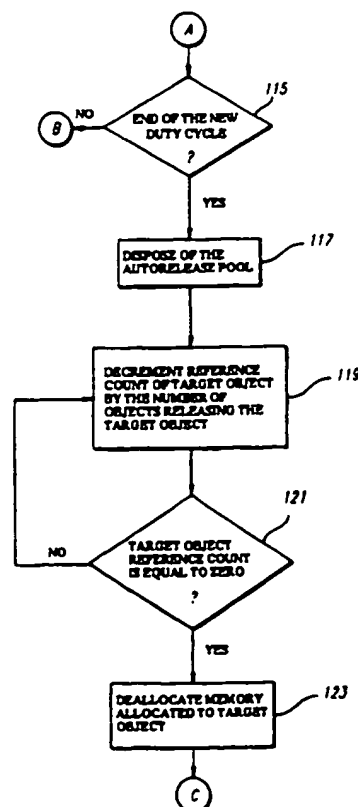 A
115
END OF THE NEW
DUTY CYCLE
?
NO
B
YES
117
DISPOSE OF THE
AUTORELEASE POOL
DECREMENT REFERENCE
COUNT OF TARGET OBJECT
BY THE NUMBER OF
OBJECTS RELEASING THE
TARGET OBJECT
119
121
TARGET OBJECT
REFERENCE COUNT
IS EQUAL TO ZERO
?
NO
YES
DEALLOCATE MEMORY
ALLOCATED TO TARGET
OBJECT
123
C